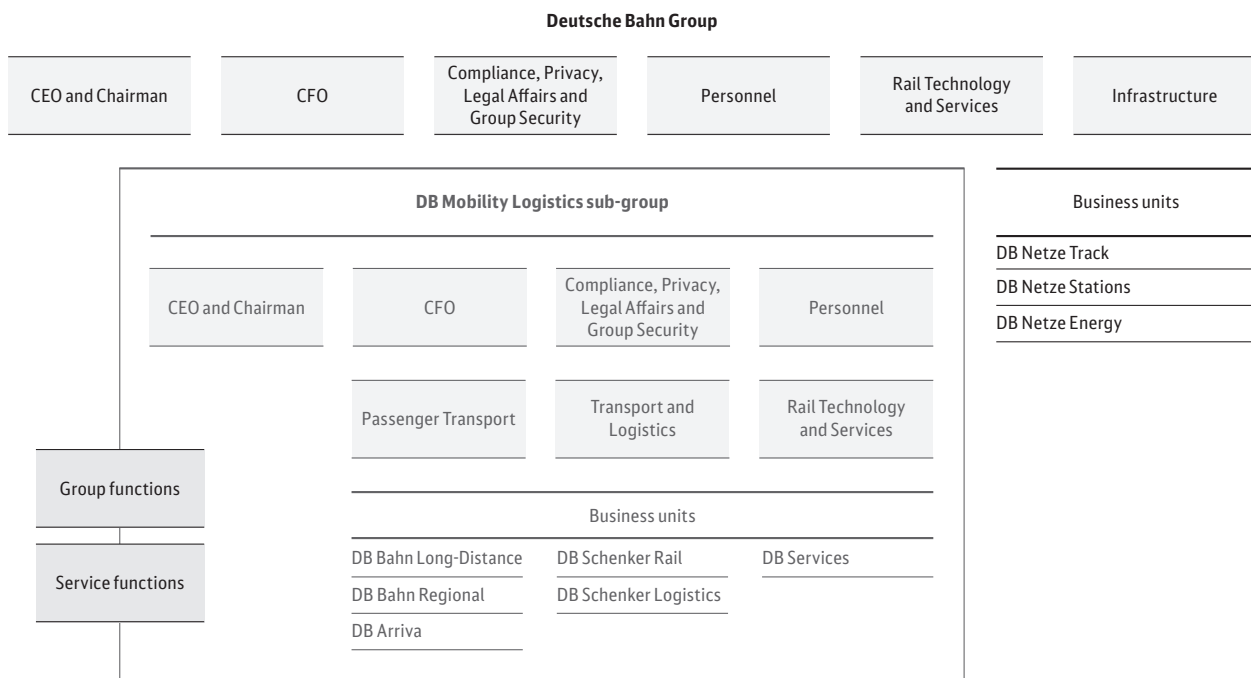 Deutsche Bahn Group
CEO and Chairman
CFO
Compliance, Privacy,
Legal Affairs and
Group Security
Personnel
Rail Technology
and Services
Infrastructure
DB Mobility Logistics sub-group
Business units
DB Netze Track
DB Netze Stations
DB Netze Energy
CEO and Chairman
CFO
Compliance, Privacy,
Legal Affairs and
Group Security
Personnel
Passenger Transport
Transport and
Logistics
Rail Technology
and Services
Group functions
Service functions
Business units
DB Bahn Long-Distance
DB Bahn Regional
DB Arriva
DB Schenker Rail
DB Schenker Logistics
DB Services